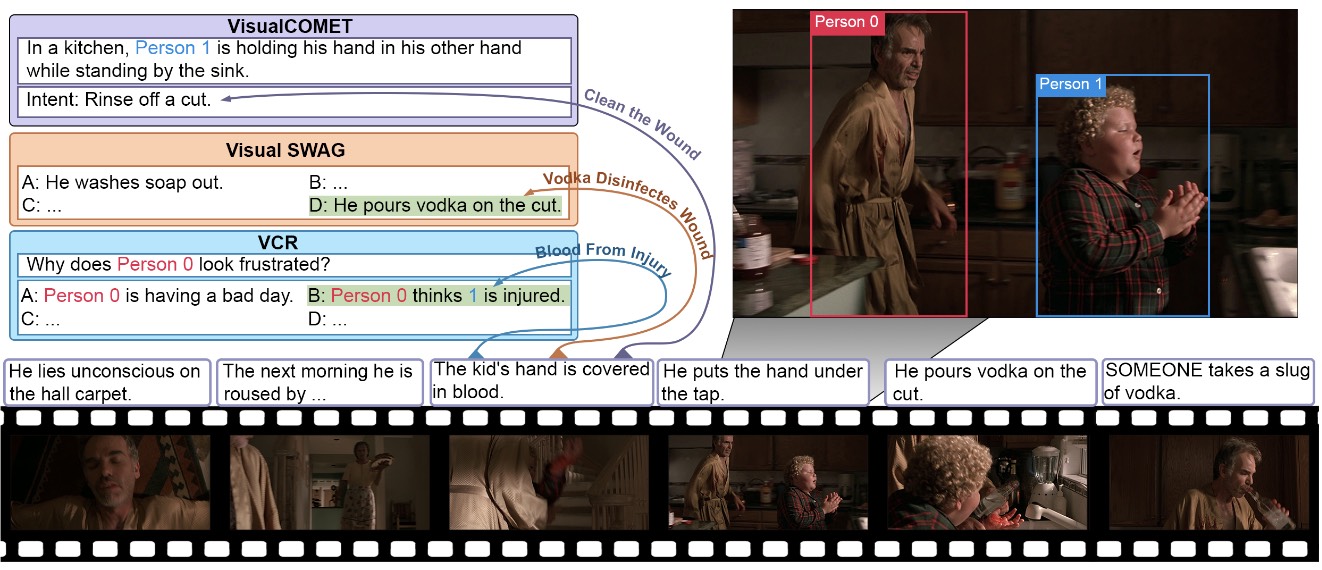 VisualCOMET
In a kitchen, Person 1 is holding his hand in his other hand
while standing by the sink.
Intent: Rinse off a cut.
Visual SWAG
A: He washes soap out.
B: ...
C: ...
D: He pours vodka on the cut.
VCR
Why does Person 0 look frustrated?
A: Person 0 is having a bad day.
B: Person 0 thinks 1 is injured.
C: ...
D: ...
Clean the Wound
Vodka Disinfectes Wound
Blood From Injury
Person 0
Person 1
He lies unconscious on
the hall carpet.
The next morning he is
roused by ...
The kid's hand is covered
in blood.
He puts the hand under
the tap.
He pours vodka on the
cut.
SOMEONE takes a slug
of vodka.